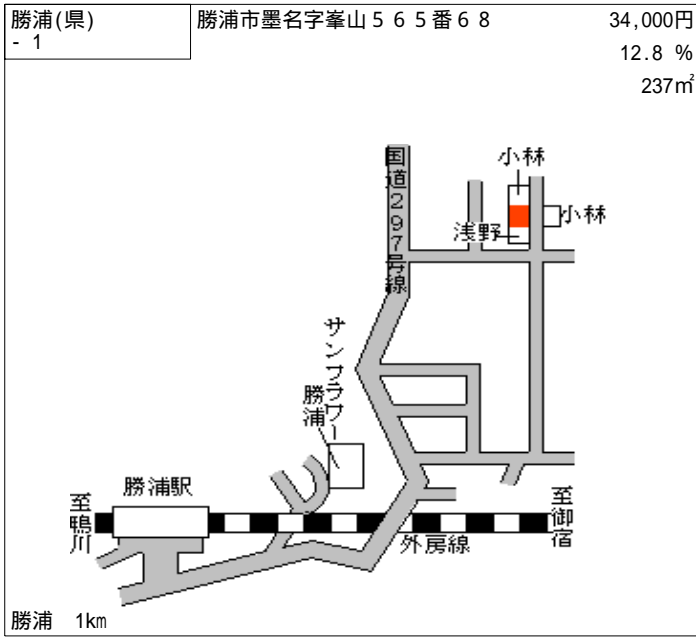 勝浦(県)
- 1
勝浦市墨名字峯山５６５番６８
34,000円
12.8 %
237㎡
国道２９７号線
小林
小林
浅野
サンフラワー
勝浦
勝浦駅
至鴨川
外房線
至御宿
勝浦 1km